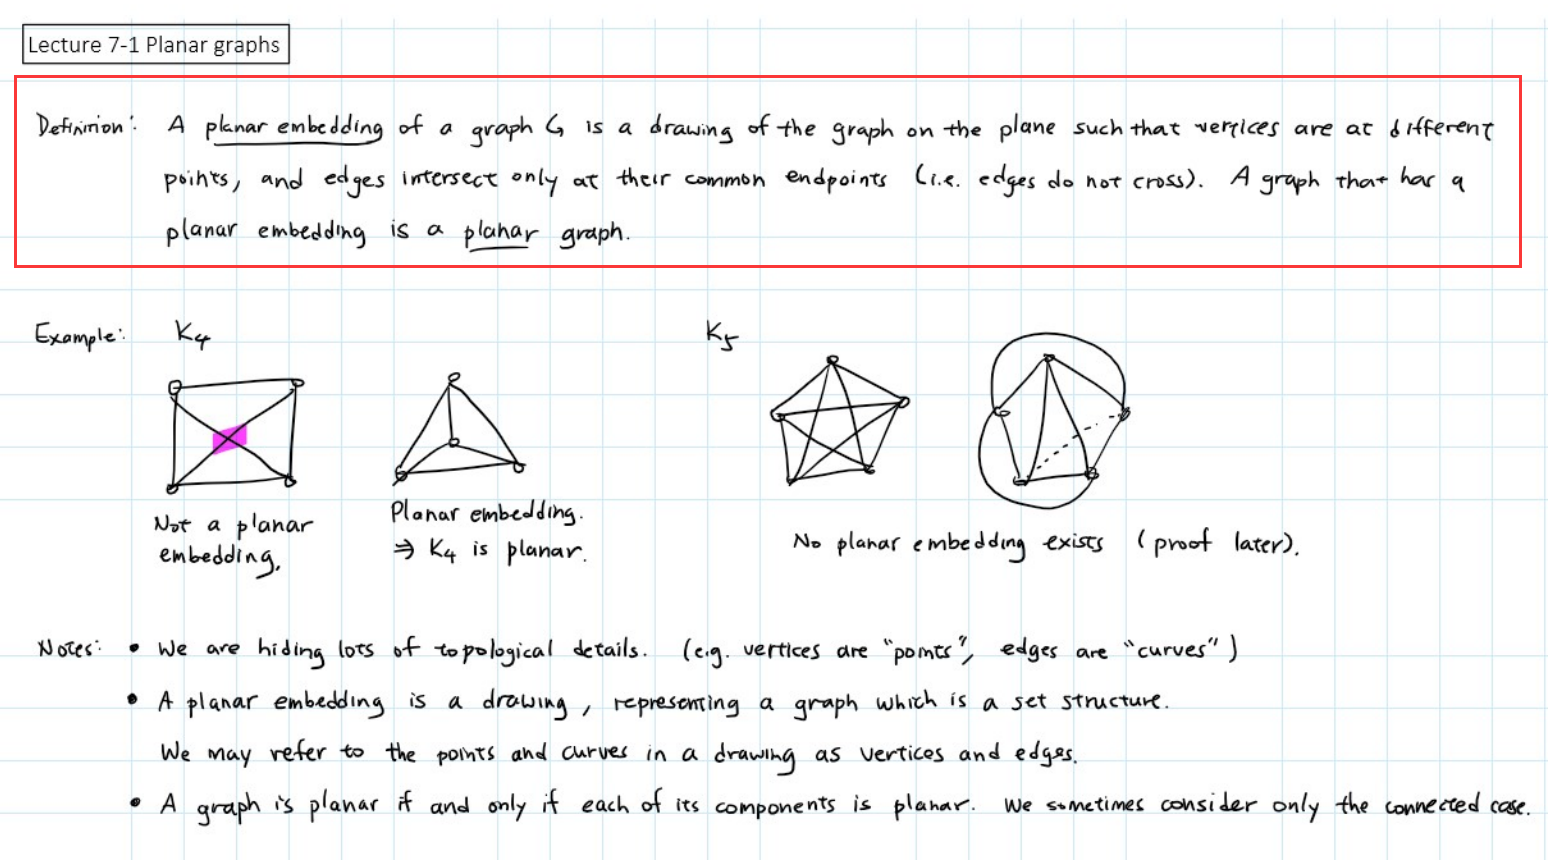 Lecture 7-1 Planar graphs
Definition: A planar embedding of a graph G is a drawing of the graph on the plane such that vertices are at different
points, and edges intersect only at their common endpoints (i.e. edges do not cross). A graph that has a
planar embedding is a planar graph.
Example: K4 K5
Not a planar
embedding.
Planar embedding.
⇒ K4 is planar.
No planar embedding exists (proof later).
Notes: • We are hiding lots of topological details. (e.g. vertices are "points", edges are "curves")
• A planar embedding is a drawing, representing a graph which is a set structure.
We may refer to the points and curves in a drawing as vertices and edges.
• A graph is planar if and only if each of its components is planar. We sometimes consider only the connected case.